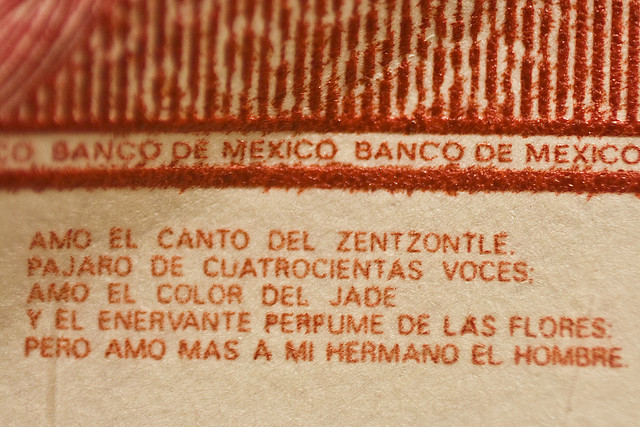 CO BANCO DE MEXICO BANCO DE MEXICO
AMO EL CANTO DEL ZENTZONTLE,
PAJARO DE CUATROCIENTAS VOCES;
AMO EL COLOR DEL JADE
Y EL ENERVANTE PERFUME DE LAS FLORES;
PERO AMO MAS A MI HERMANO EL HOMBRE.